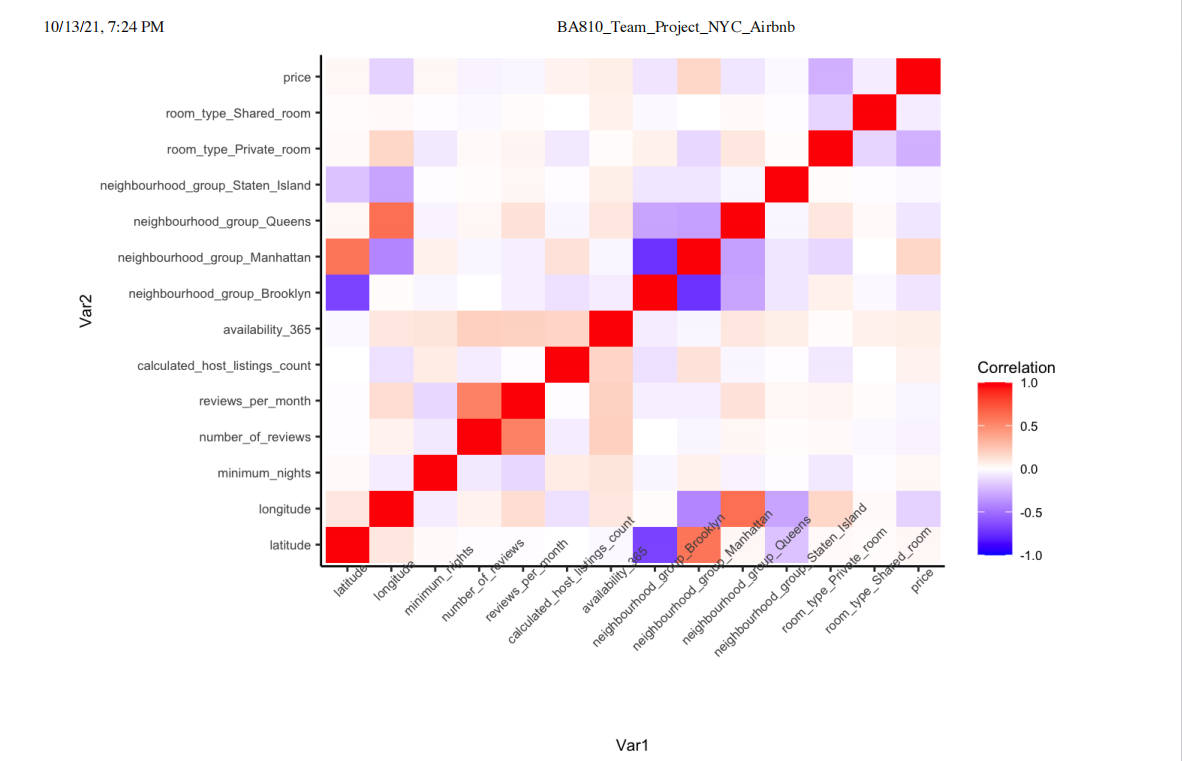 10/13/21, 7:24 PM
BA810_Team_Project_NYC_Airbnb
price
room_type_Shared_room
room_type_Private_room
neighbourhood_group_Staten_Island
neighbourhood_group_Queens
neighbourhood_group_Manhattan
neighbourhood_group_Brooklyn
availability_365
calculated_host_listings_count
reviews_per_month
number_of_reviews
minimum_nights
longitude
latitude
Var2
latitude
longitude
minimum_nights
number_of_reviews
reviews_per_month
calculated_host_listings_count
availability_365
neighbourhood_group_Brooklyn
neighbourhood_group_Manhattan
neighbourhood_group_Queens
neighbourhood_group_Staten_Island
room_type_Private_room
room_type_Shared_room
price
Var1
Correlation
1.0
0.5
0.0
-0.5
-1.0